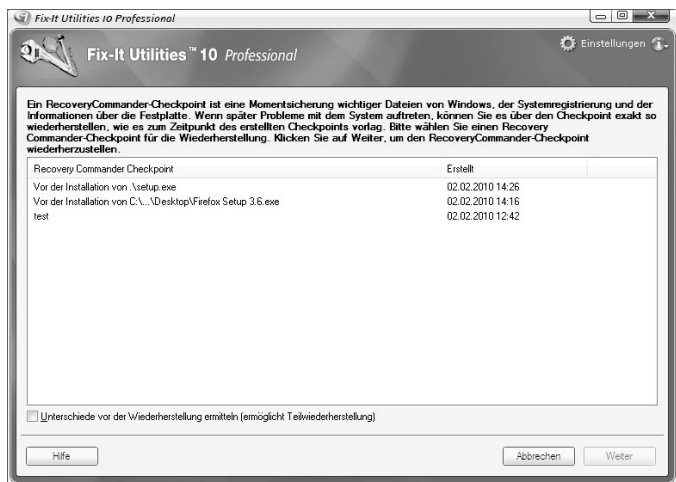 Fix-It Utilities 10 Professional
Fix-It Utilities™ 10 Professional
Einstellungen
Ein RecoveryCommander-Checkpoint ist eine Momentsicherung wichtiger Dateien von Windows, der Systemregistrierung und der
Informationen über die Festplatte. Wenn später Probleme mit dem System auftreten, können Sie es über den Checkpoint exakt so
wiederherstellen, wie es zum Zeitpunkt des erstellten Checkpoints vorlag. Bitte wählen Sie einen Recovery
Commander-Checkpoint für die Wiederherstellung. Klicken Sie auf Weiter, um den RecoveryCommander-Checkpoint
wiederherzustellen.
Recovery Commander Checkpoint Erstellt
Vor der Installation von .\setup.exe 02.02.2010 14:26
Vor der Installation von C:\...\Desktop\Firefox Setup 3.6.exe 02.02.2010 14:16
test 02.02.2010 12:42
Unterschiede vor der Wiederherstellung ermitteln (ermöglicht Teilwiederherstellung)
Hilfe Abbrechen Weiter